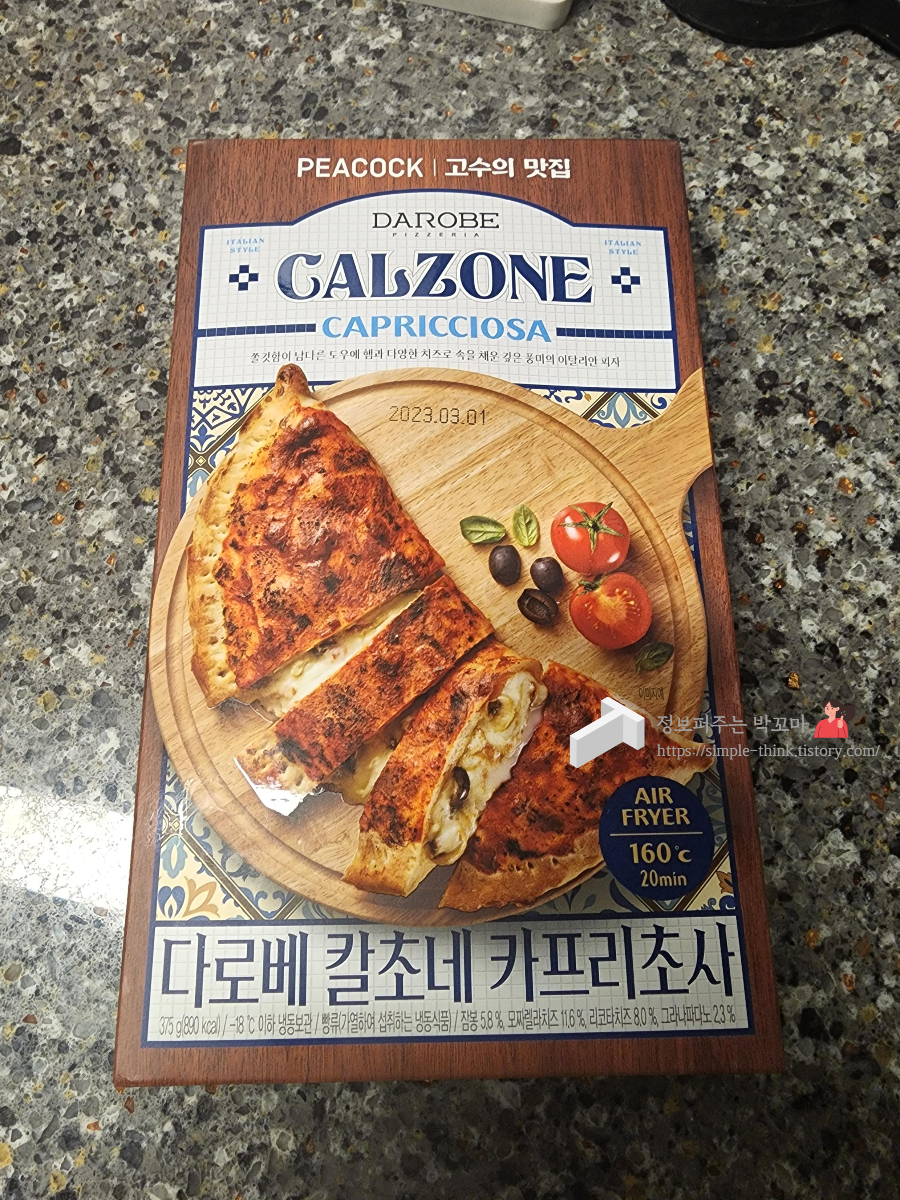 PEACOCK | 고수의 맛집
DAROBE
PIZZERIA
ITALIAN STYLE
ITALIAN STYLE
CALZONE
CAPRICCIOSA
쫄깃함이 남다른 도우에 햄과 다양한 치즈로 속을 채운 깊은 풍미의 이탈리안 피자
2023.03.01
이미지예
정보퍼주는 박꼬마
https://simple-think.tistory.com/
AIR
FRYER
160℃
20min
다로베 칼초네 카프리초사
375 g(890 kcal) / -18 ℃ 이하 냉동보관 / 빵류(가열하여 섭취하는 냉동식품) / 잠봉 5.8 %, 모짜렐라치즈 11.6 %, 리코타치즈 8.0 %, 그라나파다노 2.3 %